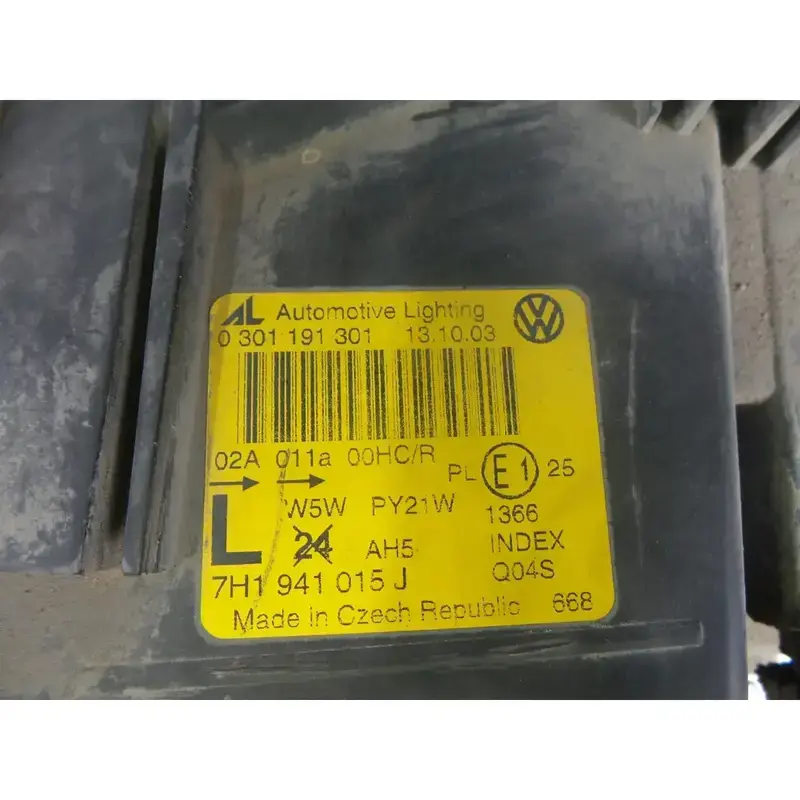 AL Automotive Lighting
0 301 191 301 13.10.03
02A 011a 00HC/R
PL E1 25
W5W PY21W 1366
L 24 AH5 INDEX
7H1 941 015 J Q04S
Made in Czech Republic 668